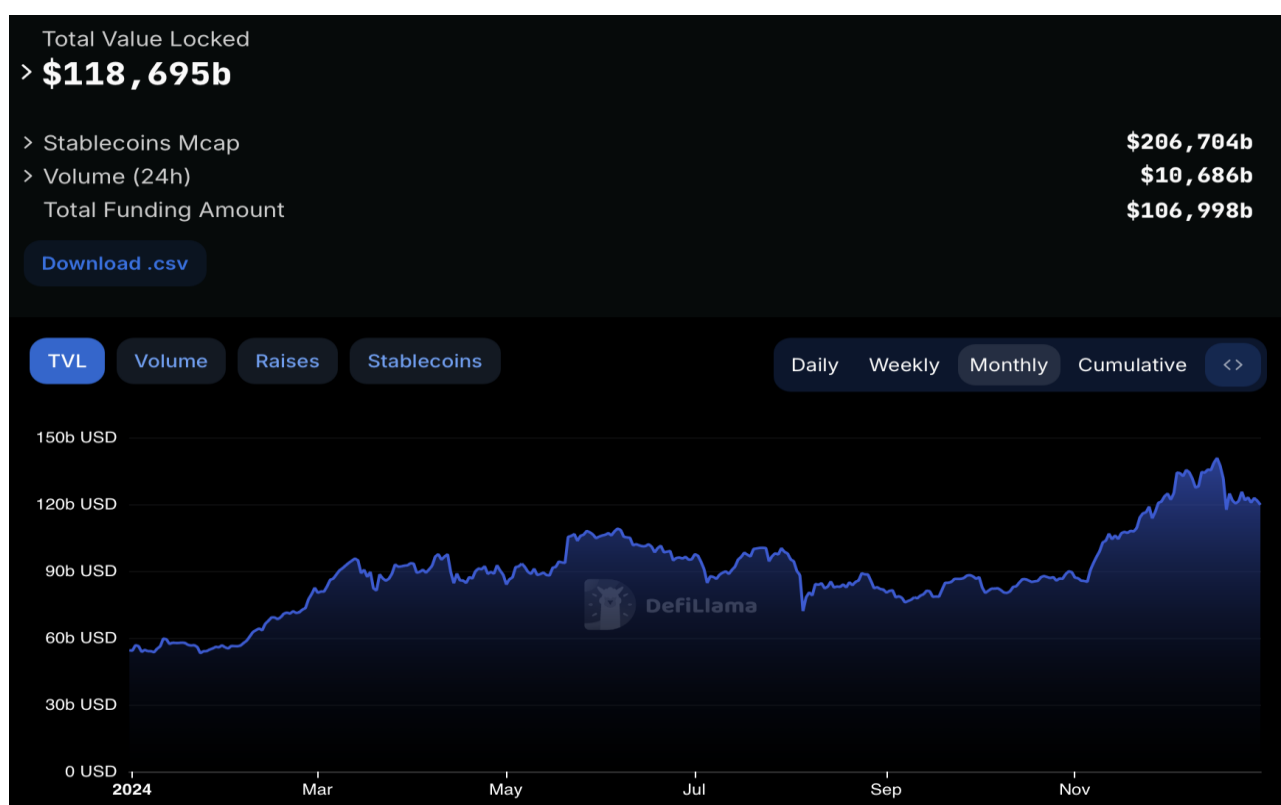 Total Value Locked
> $118,695b
> Stablecoins Mcap $206,704b
> Volume (24h) $10,686b
Total Funding Amount $106,998b
Download .csv
TVL Volume Raises Stablecoins Daily Weekly Monthly Cumulative <>
150b USD
120b USD
90b USD
DefiLlama
60b USD
30b USD
0 USD
2024 Mar May Jul Sep Nov